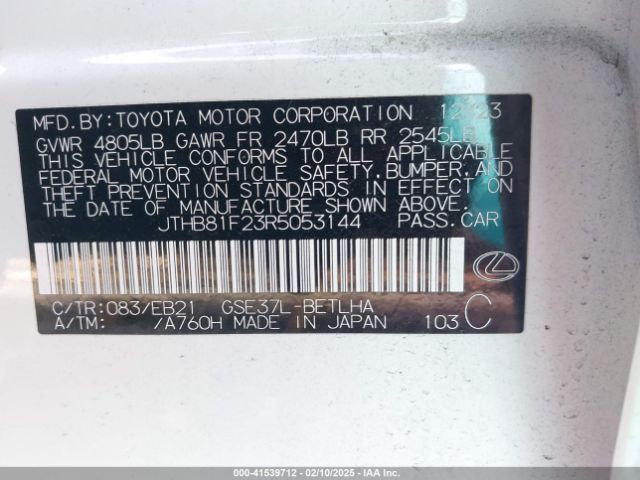 MFD.BY:TOYOTA MOTOR CORPORATION 12/23
GVWR 4805LB GAWR FR 2470LB RR 2545LB
THIS VEHICLE CONFORMS TO ALL APPLICABLE
FEDERAL MOTOR VEHICLE SAFETY,BUMPER,AND
THEFT PREVENTION STANDARDS IN EFFECT ON
THE DATE OF MANUFACTURE SHOWN ABOVE.
JTHB81F23R5053144 PASS.CAR
C/TR:083/EB21 GSE37L-BETLHA
A/TM: /A760H MADE IN JAPAN 103 C
000-41539712 - 02/10/2025 - IAA Inc.